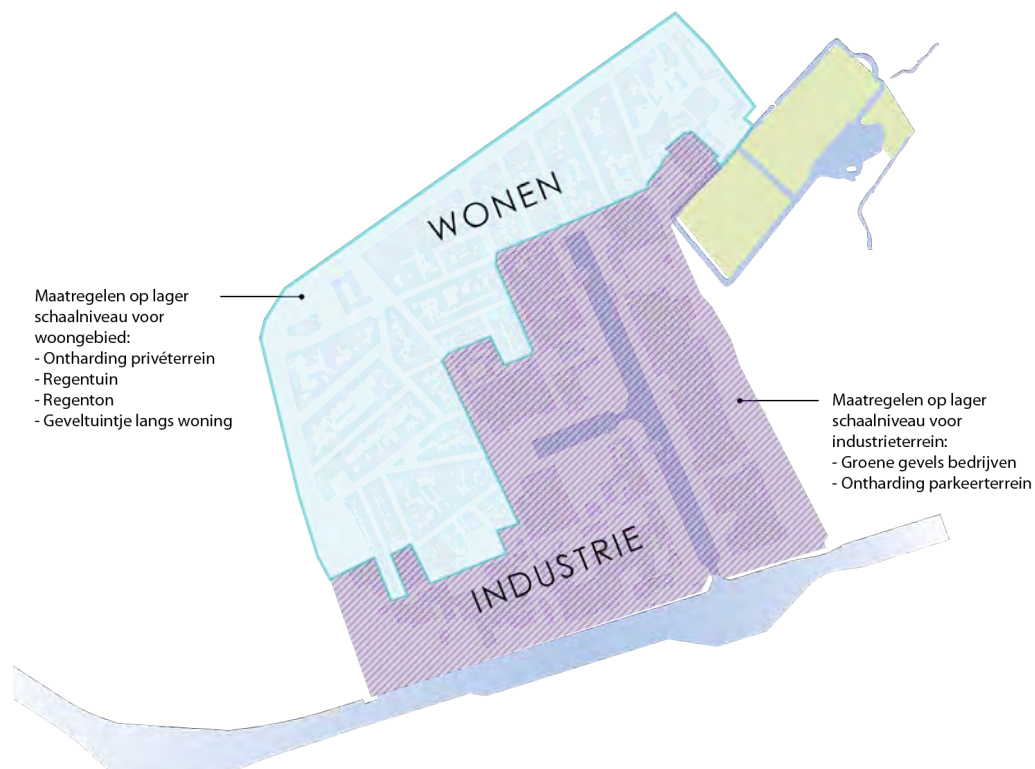 WONEN
Maatregelen op lager
schaalniveau voor
woongebied:
- Ontharding privéterrein
- Regentuin
- Regenton
- Geveltuintje langs woning
Maatregelen op lager
schaalniveau voor
industrieterrein:
- Groene gevels bedrijven
- Ontharding parkeerterrein
INDUSTRIE